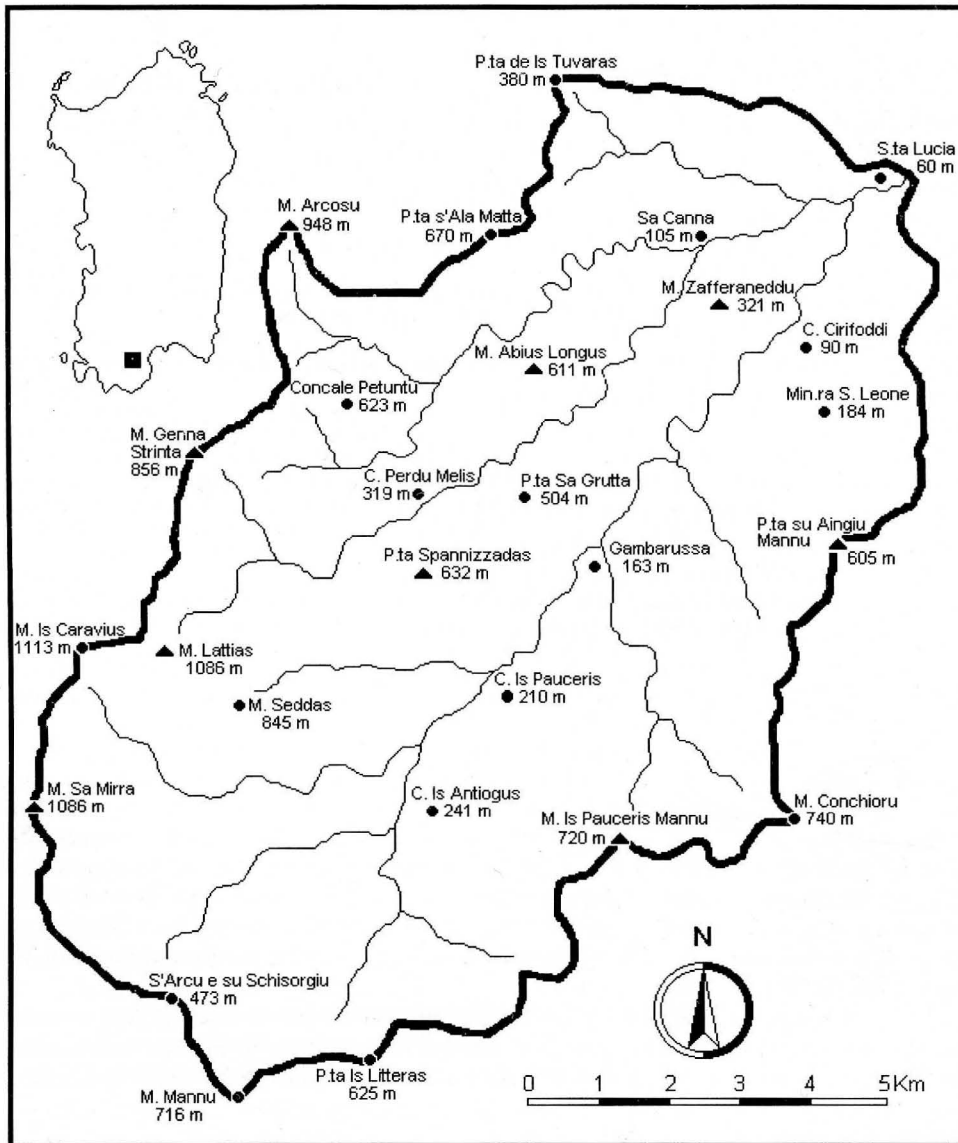 P.ta de Is Tuvaras
380 m
S.ta Lucia
60 m
M. Arcosu
948 m
P.ta s'Ala Matta
670 m
Sa Canna
105 m
M. Zafferaneddu
321 m
C. Cirifoddi
90 m
M. Abius Longus
611 m
Concale Petuntu
623 m
Min.ra S. Leone
184 m
M. Genna
Strinta
856 m
C. Perdu Melis
319 m
P.ta Sa Grutta
504 m
P.ta su Aingiu
Mannu
605 m
Gambarussa
163 m
P.ta Spannizzadas
632 m
M. Is Caravius
1113 m
M. Lattias
1086 m
C. Is Pauceris
210 m
M. Seddas
845 m
M. Sa Mirra
1086 m
C. Is Antiogus
241 m
M. Is Pauceris Mannu
720 m
M. Conchioru
740 m
N
S'Arcu e su Schisorgiu
473 m
P.ta Is Litteras
625 m
M. Mannu
716 m
0 1 2 3 4 5 Km